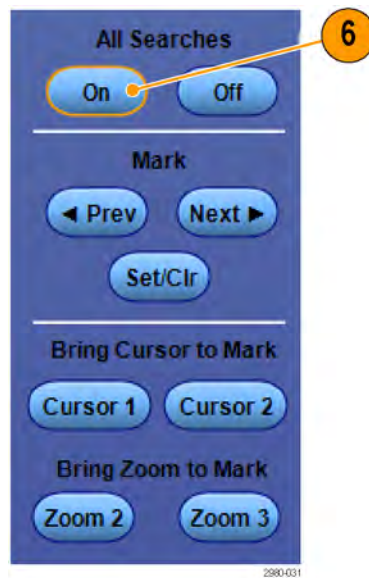 All Searches
6
On Off
Mark
◄ Prev Next ►
Set/Clr
Bring Cursor to Mark
Cursor 1 Cursor 2
Bring Zoom to Mark
Zoom 2 Zoom 3
2980-031